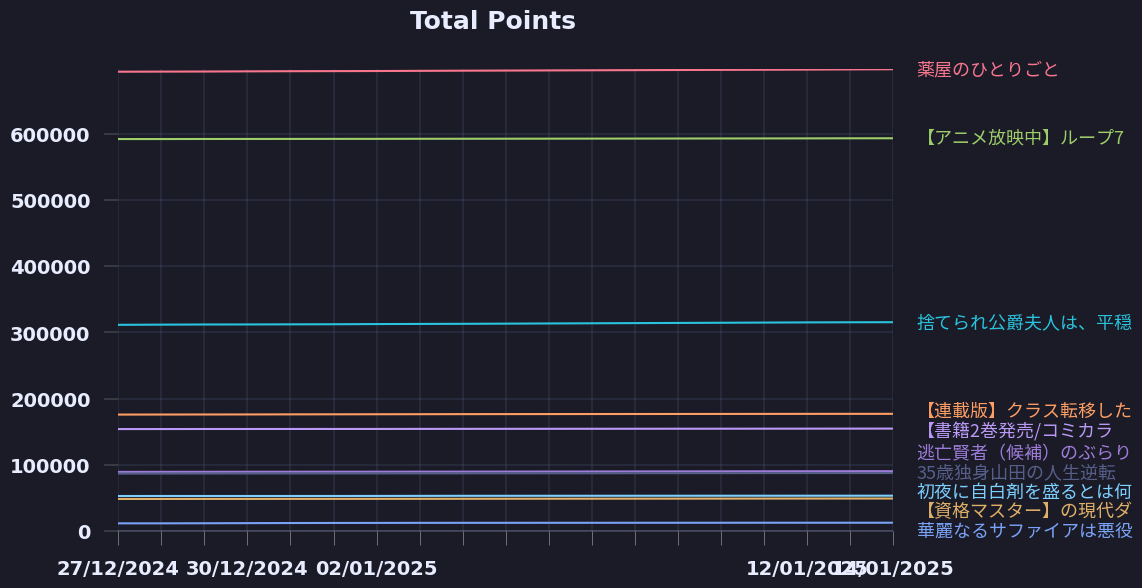 Total Points
薬屋のひとりごと
600000
【アニメ放映中】ループ7
500000
400000
300000
捨てられ公爵夫人は、平穏
200000
【連載版】クラス転移した
【書籍2巻発売/コミカラ
逃亡賢者（候補）のぶらり
100000
35歳独身山田の人生逆転
初夜に自白剤を盛るとは何
【資格マスター】の現代ダ
0
華麗なるサファイアは悪役
27/12/2024 30/12/2024 02/01/2025 12/01/2025 14/01/2025